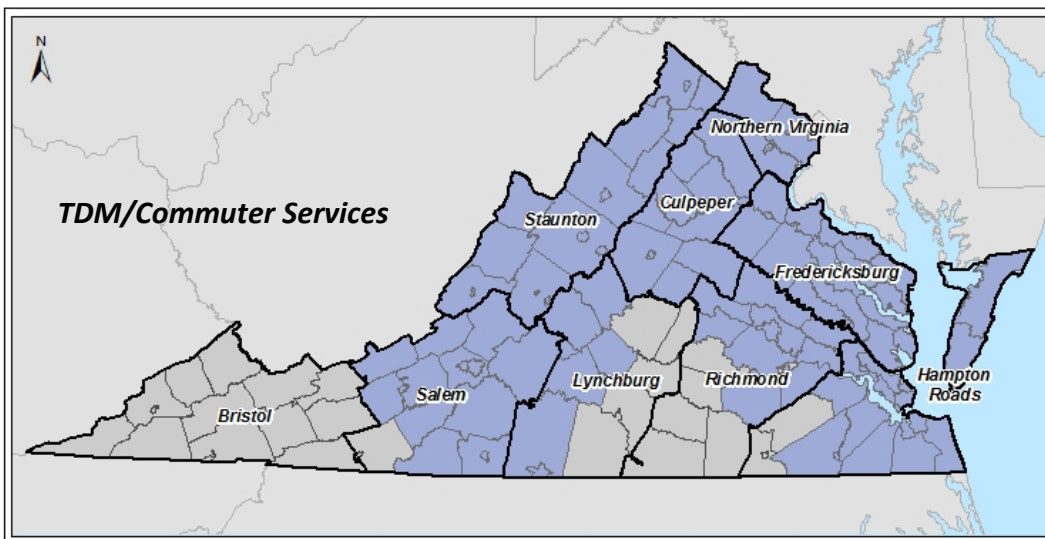 N
Northern Virginia
TDM/Commuter Services
Staunton
Culpeper
Fredericksburg
Hampton
Roads
Bristol
Salem
Lynchburg
Richmond